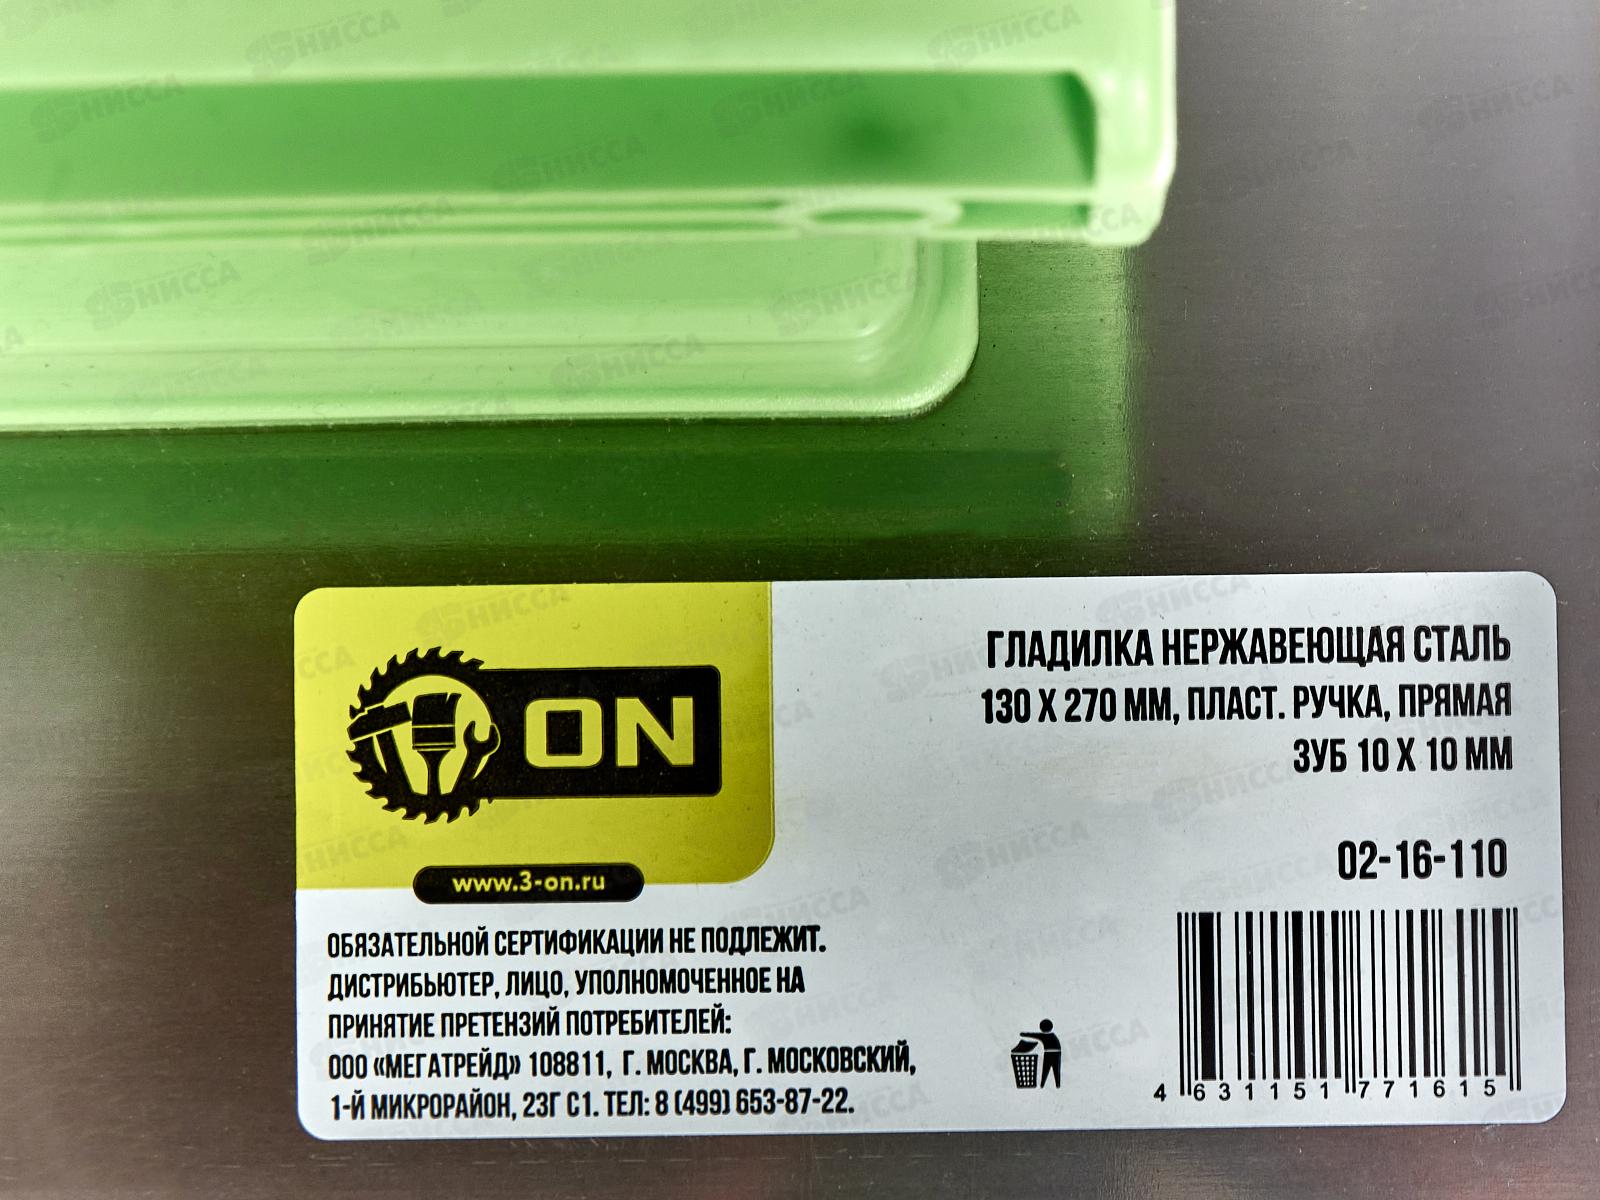 ON
www.3-on.ru
ГЛАДИЛКА НЕРЖАВЕЮЩАЯ СТАЛЬ
130 Х 270 ММ, ПЛАСТ. РУЧКА, ПРЯМАЯ
ЗУБ 10 Х 10 ММ
02-16-110
ОБЯЗАТЕЛЬНОЙ СЕРТИФИКАЦИИ НЕ ПОДЛЕЖИТ.
ДИСТРИБЬЮТЕР, ЛИЦО, УПОЛНОМОЧЕННОЕ НА
ПРИНЯТИЕ ПРЕТЕНЗИЙ ПОТРЕБИТЕЛЕЙ:
ООО «МЕГАТРЕЙД» 108811, Г. МОСКВА, Г. МОСКОВСКИЙ,
1-Й МИКРОРАЙОН, 23Г С1. ТЕЛ: 8 (499) 653-87-22.
4 631151 771615
НИССА